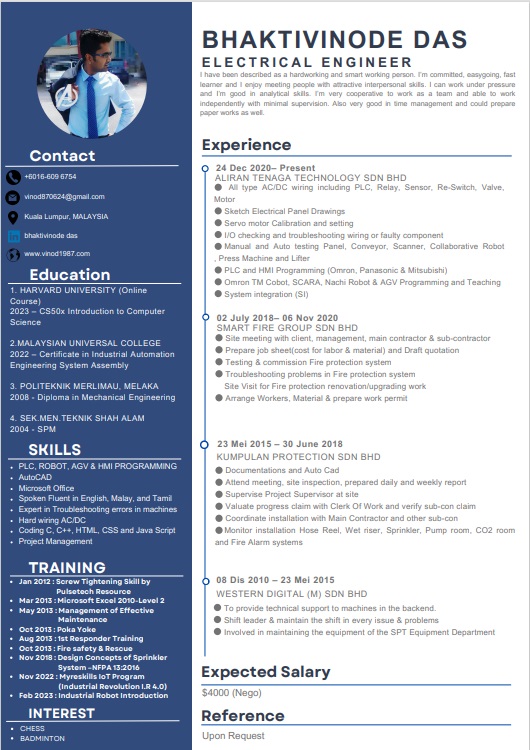 BHAKTIVINODE DAS
ELECTRICAL ENGINEER
I have been described as a hardworking and smart working person. I'm committed, easygoing, fast
learner and I enjoy meeting people with attractive interpersonal skills. I can work under pressure
and I'm good in analytical skills. I'm very cooperative to work as a team and able to work
independently with minimal supervision. Also very good in time management and could prepare
paper works as well.
Contact
+6016-609 6754
vinod870624@gmail.com
Kuala Lumpur, MALAYSIA
in bhaktivinode das
www.vinod1987.com
Education
1. HARVARD UNIVERSITY (Online
Course)
2023 – CS50x Introduction to Computer
Science
2.MALAYSIAN UNIVERSAL COLLEGE
2022 – Certificate in Industrial Automation
Engineering System Assembly
3. POLITEKNIK MERLIMAU, MELAKA
2008 - Diploma in Mechanical Engineering
4. SEK.MEN.TEKNIK SHAH ALAM
2004 - SPM
SKILLS
• PLC, ROBOT, AGV & HMI PROGRAMMING
• AutoCAD
• Microsoft Office
• Spoken Fluent in English, Malay, and Tamil
• Expert in Troubleshooting errors in machines
• Hard wiring AC/DC
• Coding C, C++, HTML, CSS and Java Script
• Project Management
TRAINING
• Jan 2012 : Screw Tightening Skill by
Pulsetech Resource
• Mar 2013 : Microsoft Excel 2010-Level 2
• May 2013 : Management of Effective
Maintenance
• Oct 2013 : Poka Yoke
• Aug 2013 : 1st Responder Training
• Oct 2013 : Fire safety & Rescue
• Nov 2018 : Design Concepts of Sprinkler
System –NFPA 13:2016
• Nov 2022 : Myreskills IoT Program
(Industrial Revolution I.R 4.0)
• Feb 2023 : Industrial Robot Introduction
INTEREST
• CHESS
• BADMINTON
Experience
24 Dec 2020– Present
ALIRAN TENAGA TECHNOLOGY SDN BHD
● All type AC/DC wiring including PLC, Relay, Sensor, Re-Switch, Valve,
Motor
● Sketch Electrical Panel Drawings
● Servo motor Calibration and setting
● I/O checking and troubleshooting wiring or faulty component
● Manual and Auto testing Panel, Conveyor, Scanner, Collaborative Robot
, Press Machine and Lifter
● PLC and HMI Programming (Omron, Panasonic & Mitsubishi)
● Omron TM Cobot, SCARA, Nachi Robot & AGV Programming and Teaching
● System integration (SI)
02 July 2018– 06 Nov 2020
SMART FIRE GROUP SDN BHD
● Site meeting with client, management, main contractor & sub-contractor
● Prepare job sheet(cost for labor & material) and Draft quotation
● Testing & commission Fire protection system
● Troubleshooting problems in Fire protection system
Site Visit for Fire protection renovation/upgrading work
● Arrange Workers, Material & prepare work permit
23 Mei 2015 – 30 June 2018
KUMPULAN PROTECTION SDN BHD
● Documentations and Auto Cad
● Attend meeting, site inspection, prepared daily and weekly report
● Supervise Project Supervisor at site
● Valuate progress claim with Clerk Of Work and verify sub-con claim
● Coordinate installation with Main Contractor and other sub-con
● Monitor installation Hose Reel, Wet riser, Sprinkler, Pump room, CO2 room
and Fire Alarm systems
08 Dis 2010 – 23 Mei 2015
WESTERN DIGITAL (M) SDN BHD
● To provide technical support to machines in the backend.
● Shift leader & maintain the shift in every issue & problems
● Involved in maintaining the equipment of the SPT Equipment Department
Expected Salary
$4000 (Nego)
Reference
Upon Request